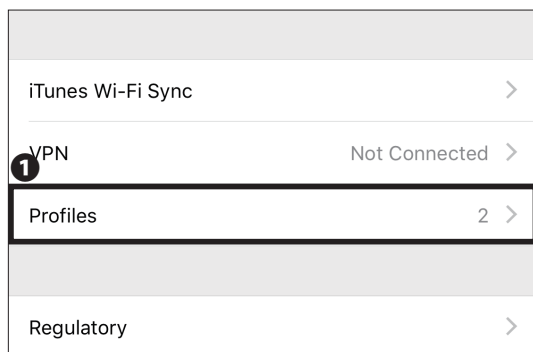 iTunes Wi-Fi Sync
1
VPN Not Connected
Profiles 2
Regulatory